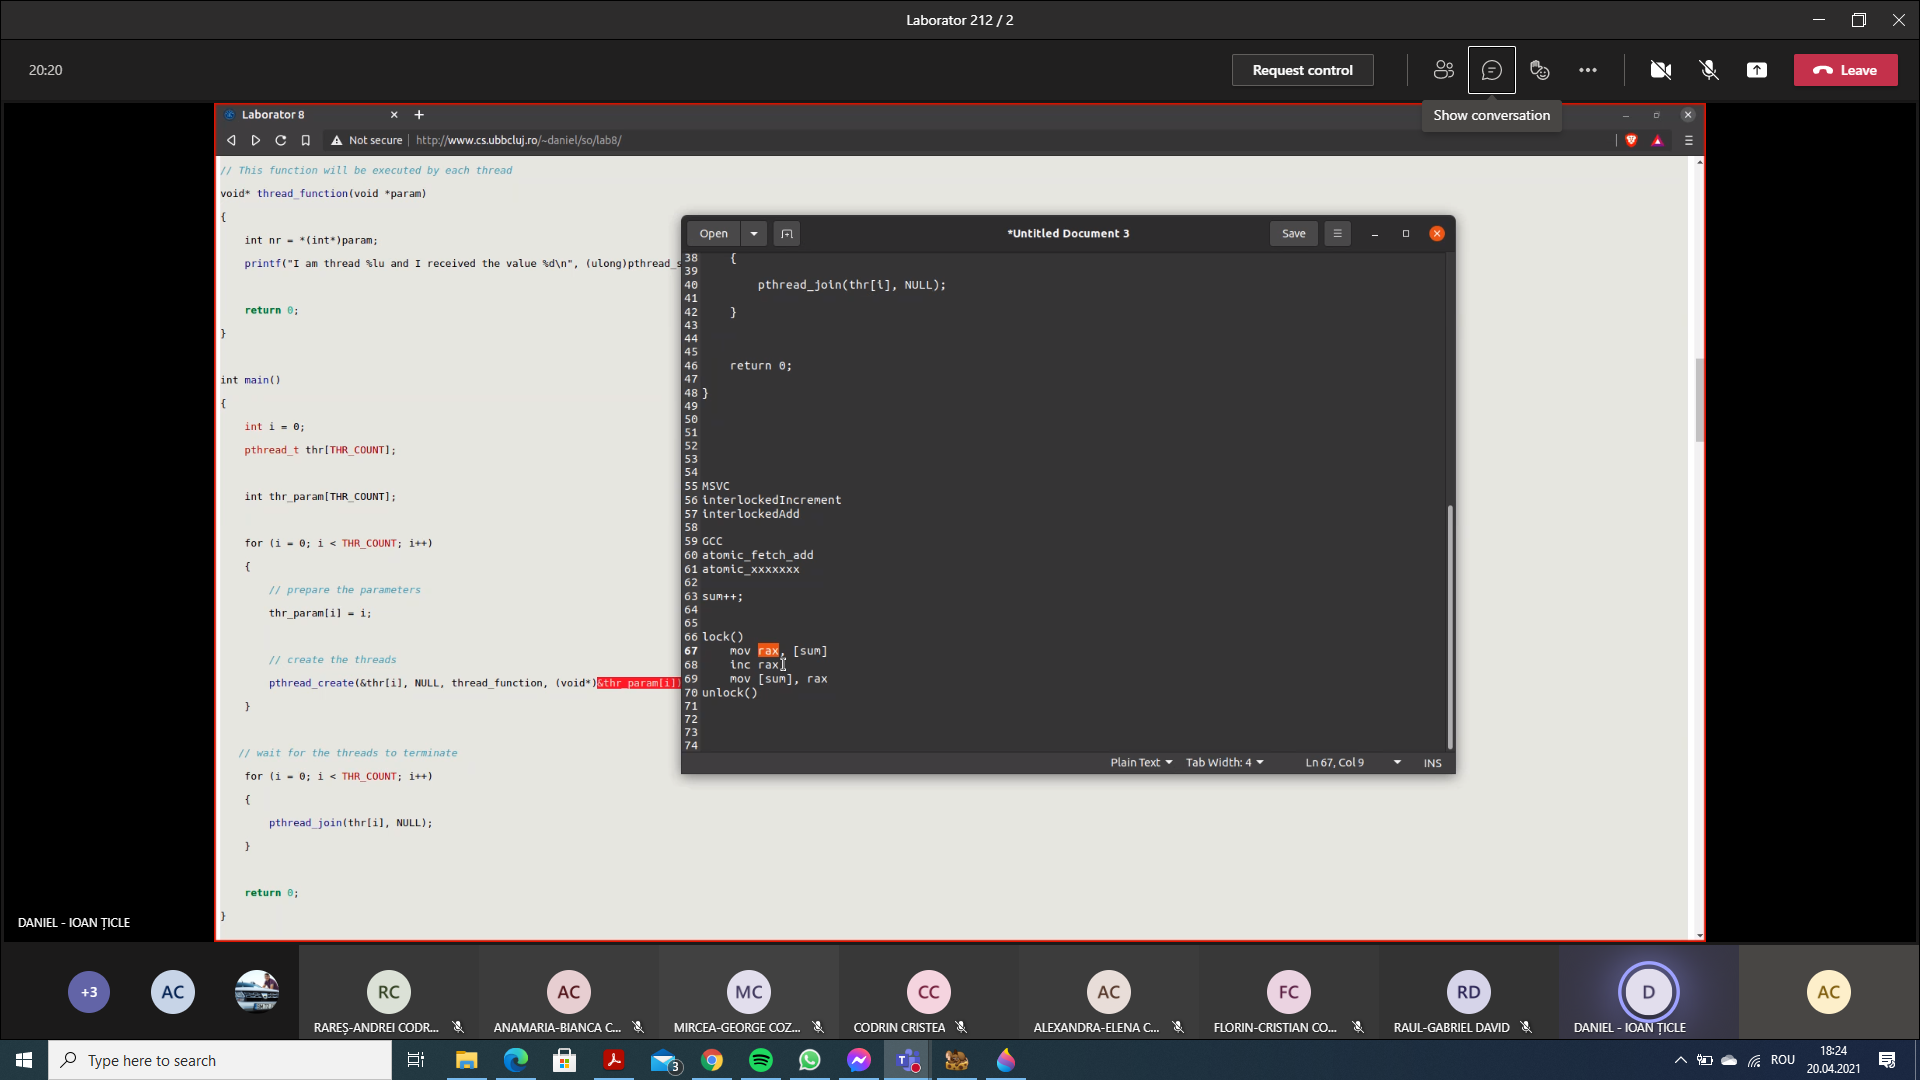 Laborator 212 / 2
20:20
Request control
Leave
Show conversation
Laborator 8
Not secure
http://www.cs.ubbcluj.ro/~daniel/so/lab8/
// This function will be executed by each thread
void* thread_function(void *param)
{
int nr = *(int*)param;
printf("I am thread %lu and I received the value %d\n", (ulong)pthread_s
return 0;
}
int main()
{
int i = 0;
pthread_t thr[THR_COUNT];
int thr_param[THR_COUNT];
for (i = 0; i < THR_COUNT; i++)
{
// prepare the parameters
thr_param[i] = i;
// create the threads
pthread_create(&thr[i], NULL, thread_function, (void*)&thr_param[i])
}
// wait for the threads to terminate
for (i = 0; i < THR_COUNT; i++)
{
pthread_join(thr[i], NULL);
}
return 0;
}
Open
*Untitled Document 3
Save
38 {
39
40 pthread_join(thr[i], NULL);
41
42 }
43
44
45
46 return 0;
47
48 }
49
50
51
52
53
54
55 MSVC
56 interlockedIncrement
57 interlockedAdd
58
59 GCC
60 atomic_fetch_add
61 atomic_xxxxxxx
62
63 sum++;
64
65
66 lock()
67 mov rax, [sum]
68 inc rax
69 mov [sum], rax
70 unlock()
71
72
73
74
Plain Text
Tab Width: 4
Ln 67, Col 9
INS
DANIEL - IOAN ȚICLE
+3
AC
RC
RAREȘ-ANDREI CODR...
AC
ANAMARIA-BIANCA C...
MC
MIRCEA-GEORGE COZ...
CC
CODRIN CRISTEA
AC
ALEXANDRA-ELENA C...
FC
FLORIN-CRISTIAN CO...
RD
RAUL-GABRIEL DAVID
D
DANIEL - IOAN ȚICLE
AC
Type here to search
3
ROU
18:24
20.04.2021